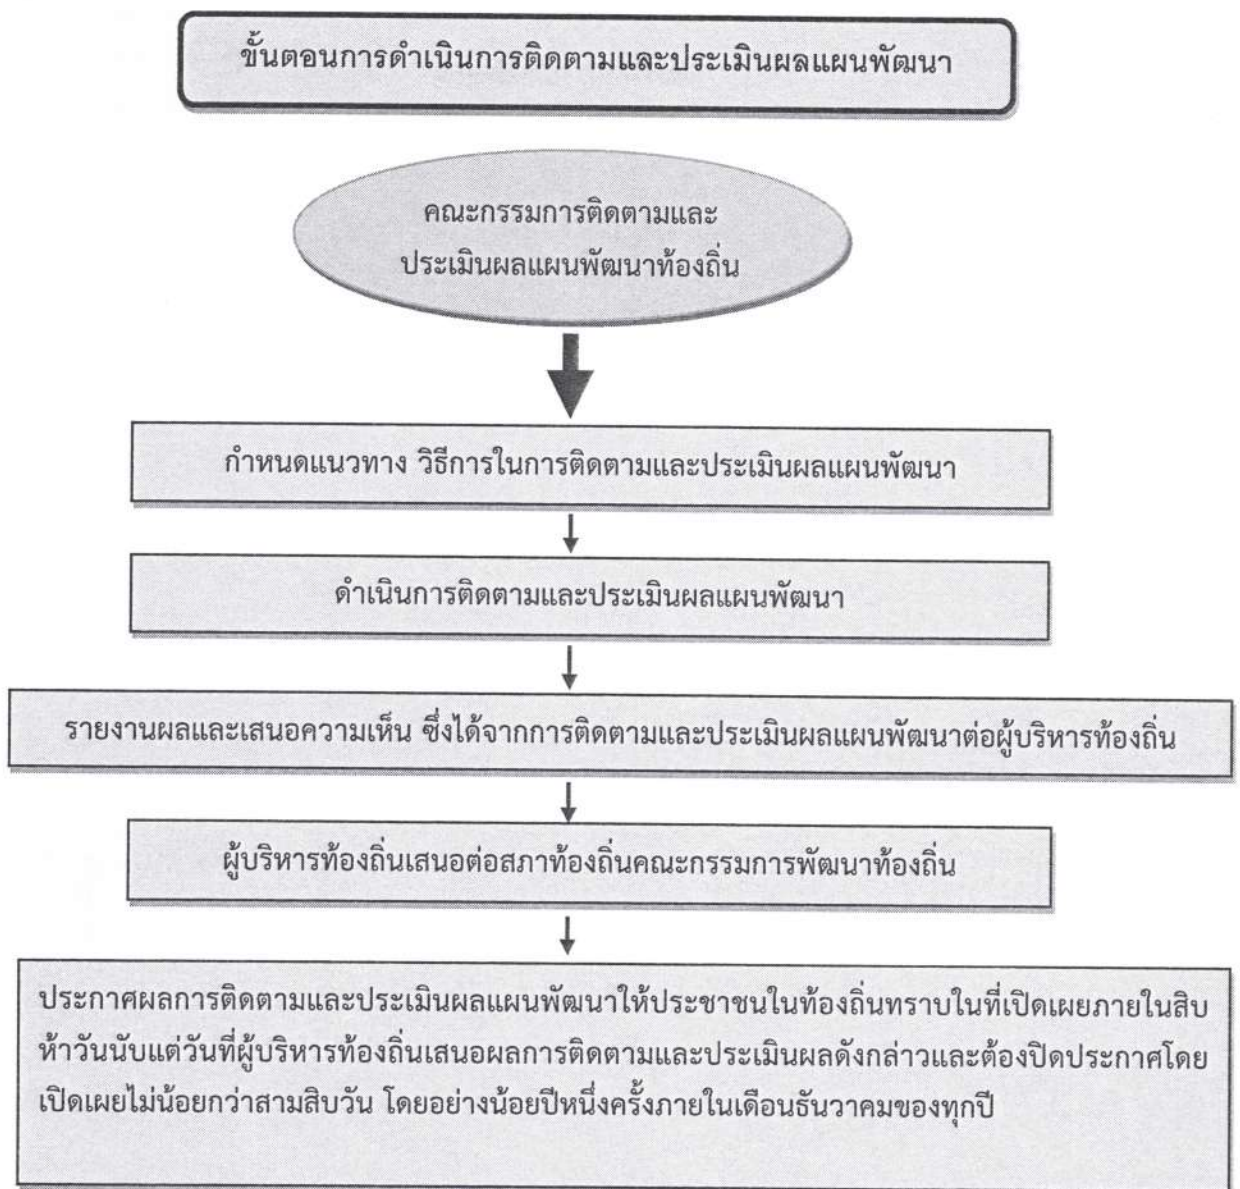 ขั้นตอนการดำเนินการติดตามและประเมินผลแผนพัฒนา
คณะกรรมการติดตามและ
ประเมินผลแผนพัฒนาท้องถิ่น
กำหนดแนวทาง วิธีการในการติดตามและประเมินผลแผนพัฒนา
ดำเนินการติดตามและประเมินผลแผนพัฒนา
รายงานผลและเสนอความเห็น ซึ่งได้จากการติดตามและประเมินผลแผนพัฒนาต่อผู้บริหารท้องถิ่น
ผู้บริหารท้องถิ่นเสนอต่อสภาท้องถิ่นคณะกรรมการพัฒนาท้องถิ่น
ประกาศผลการติดตามและประเมินผลแผนพัฒนาให้ประชาชนในท้องถิ่นทราบในที่เปิดเผยภายในสิบ
ห้าวันนับแต่วันที่ผู้บริหารท้องถิ่นเสนอผลการติดตามและประเมินผลดังกล่าวและต้องปิดประกาศโดย
เปิดเผยไม่น้อยกว่าสามสิบวัน โดยอย่างน้อยปีหนึ่งครั้งภายในเดือนธันวาคมของทุกปี